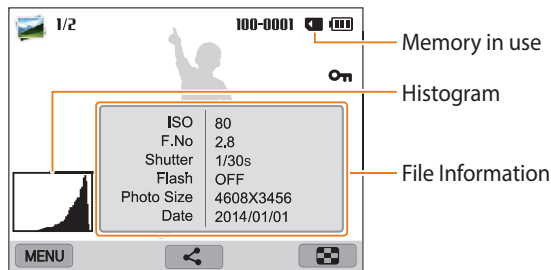 1/2 100-0001
Memory in use
Histogram
ISO 80
F.No 2.8
Shutter 1/30s
Flash OFF
File Information
Photo Size 4608X3456
Date 2014/01/01
MENU